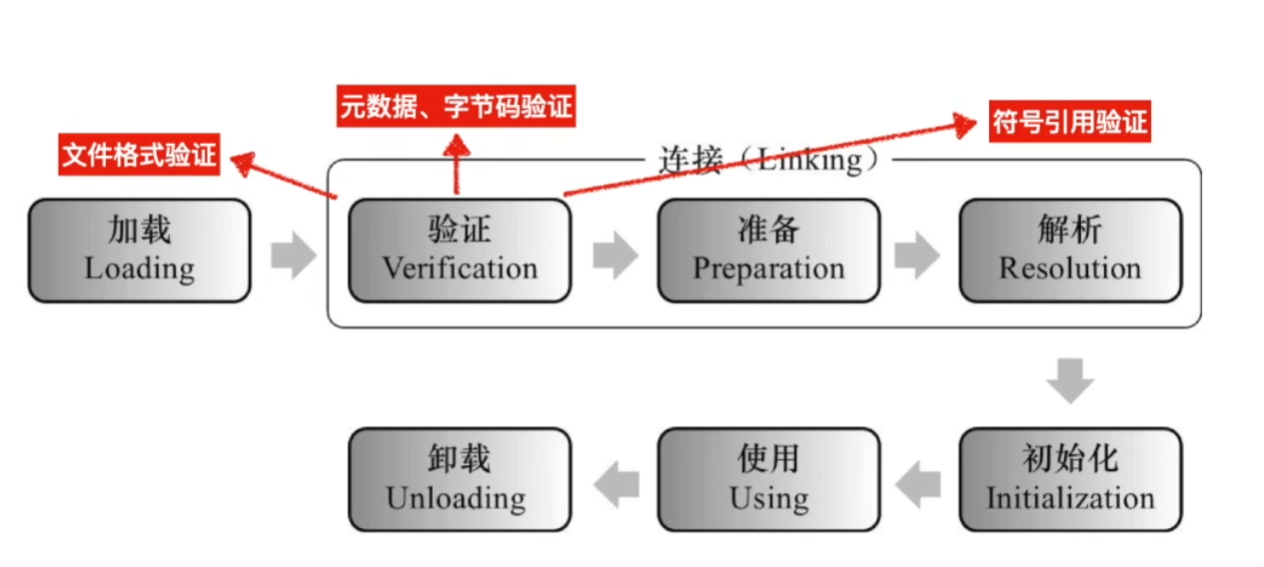 元数据、字节码验证
符号引用验证
文件格式验证
连接（Linking）
加载
Loading
验证
Verification
准备
Preparation
解析
Resolution
卸载
Unloading
使用
Using
初始化
Initialization